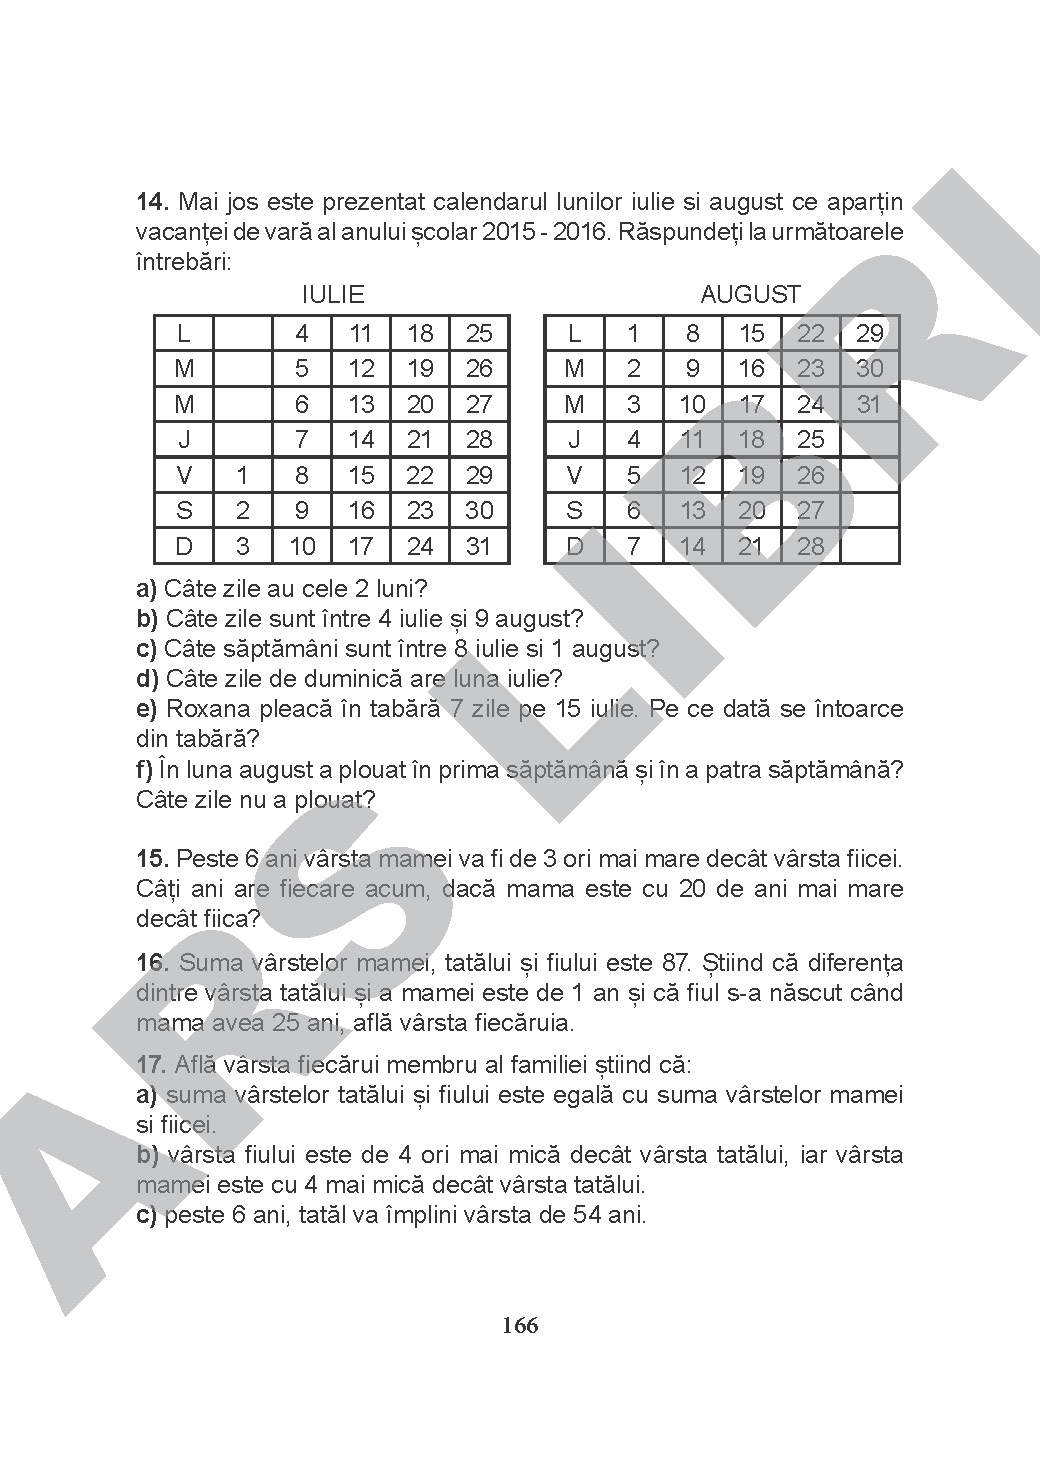 14. Mai jos este prezentat calendarul lunilor iulie si august ce aparțin
vacanței de vară al anului școlar 2015 - 2016. Răspundeți la următoarele
întrebări:
IULIE
L 4 11 18 25
M 5 12 19 26
M 6 13 20 27
J 7 14 21 28
V 1 8 15 22 29
S 2 9 16 23 30
D 3 10 17 24 31
AUGUST
L 1 8 15 22 29
M 2 9 16 23 30
M 3 10 17 24 31
J 4 11 18 25
V 5 12 19 26
S 6 13 20 27
D 7 14 21 28
a) Câte zile au cele 2 luni?
b) Câte zile sunt între 4 iulie și 9 august?
c) Câte săptămâni sunt între 8 iulie si 1 august?
d) Câte zile de duminică are luna iulie?
e) Roxana pleacă în tabără 7 zile pe 15 iulie. Pe ce dată se întoarce
din tabără?
f) În luna august a plouat în prima săptămână și în a patra săptămână?
Câte zile nu a plouat?
15. Peste 6 ani vârsta mamei va fi de 3 ori mai mare decât vârsta fiicei.
Câți ani are fiecare acum, dacă mama este cu 20 de ani mai mare
decât fiica?
16. Suma vârstelor mamei, tatălui și fiului este 87. Știind că diferența
dintre vârsta tatălui și a mamei este de 1 an și că fiul s-a născut când
mama avea 25 ani, află vârsta fiecăruia.
17. Află vârsta fiecărui membru al familiei știind că:
a) suma vârstelor tatălui și fiului este egală cu suma vârstelor mamei
si fiicei.
b) vârsta fiului este de 4 ori mai mică decât vârsta tatălui, iar vârsta
mamei este cu 4 mai mică decât vârsta tatălui.
c) peste 6 ani, tatăl va împlini vârsta de 54 ani.
166
ARS LIBRI